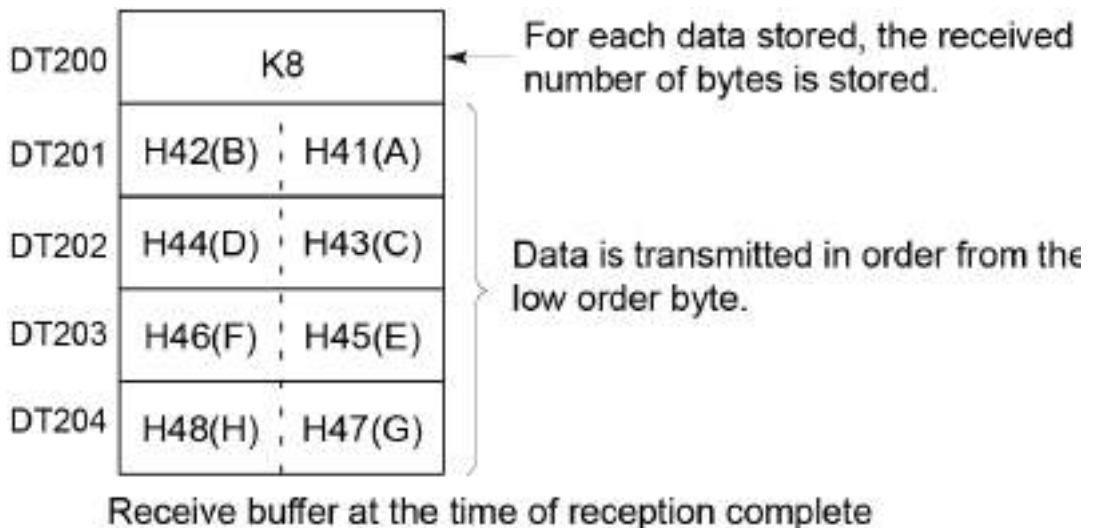 DT200
K8
For each data stored, the received
number of bytes is stored.
DT201
H42(B)
H41(A)
DT202
H44(D)
H43(C)
Data is transmitted in order from the
low order byte.
DT203
H46(F)
H45(E)
DT204
H48(H)
H47(G)
Receive buffer at the time of reception complete